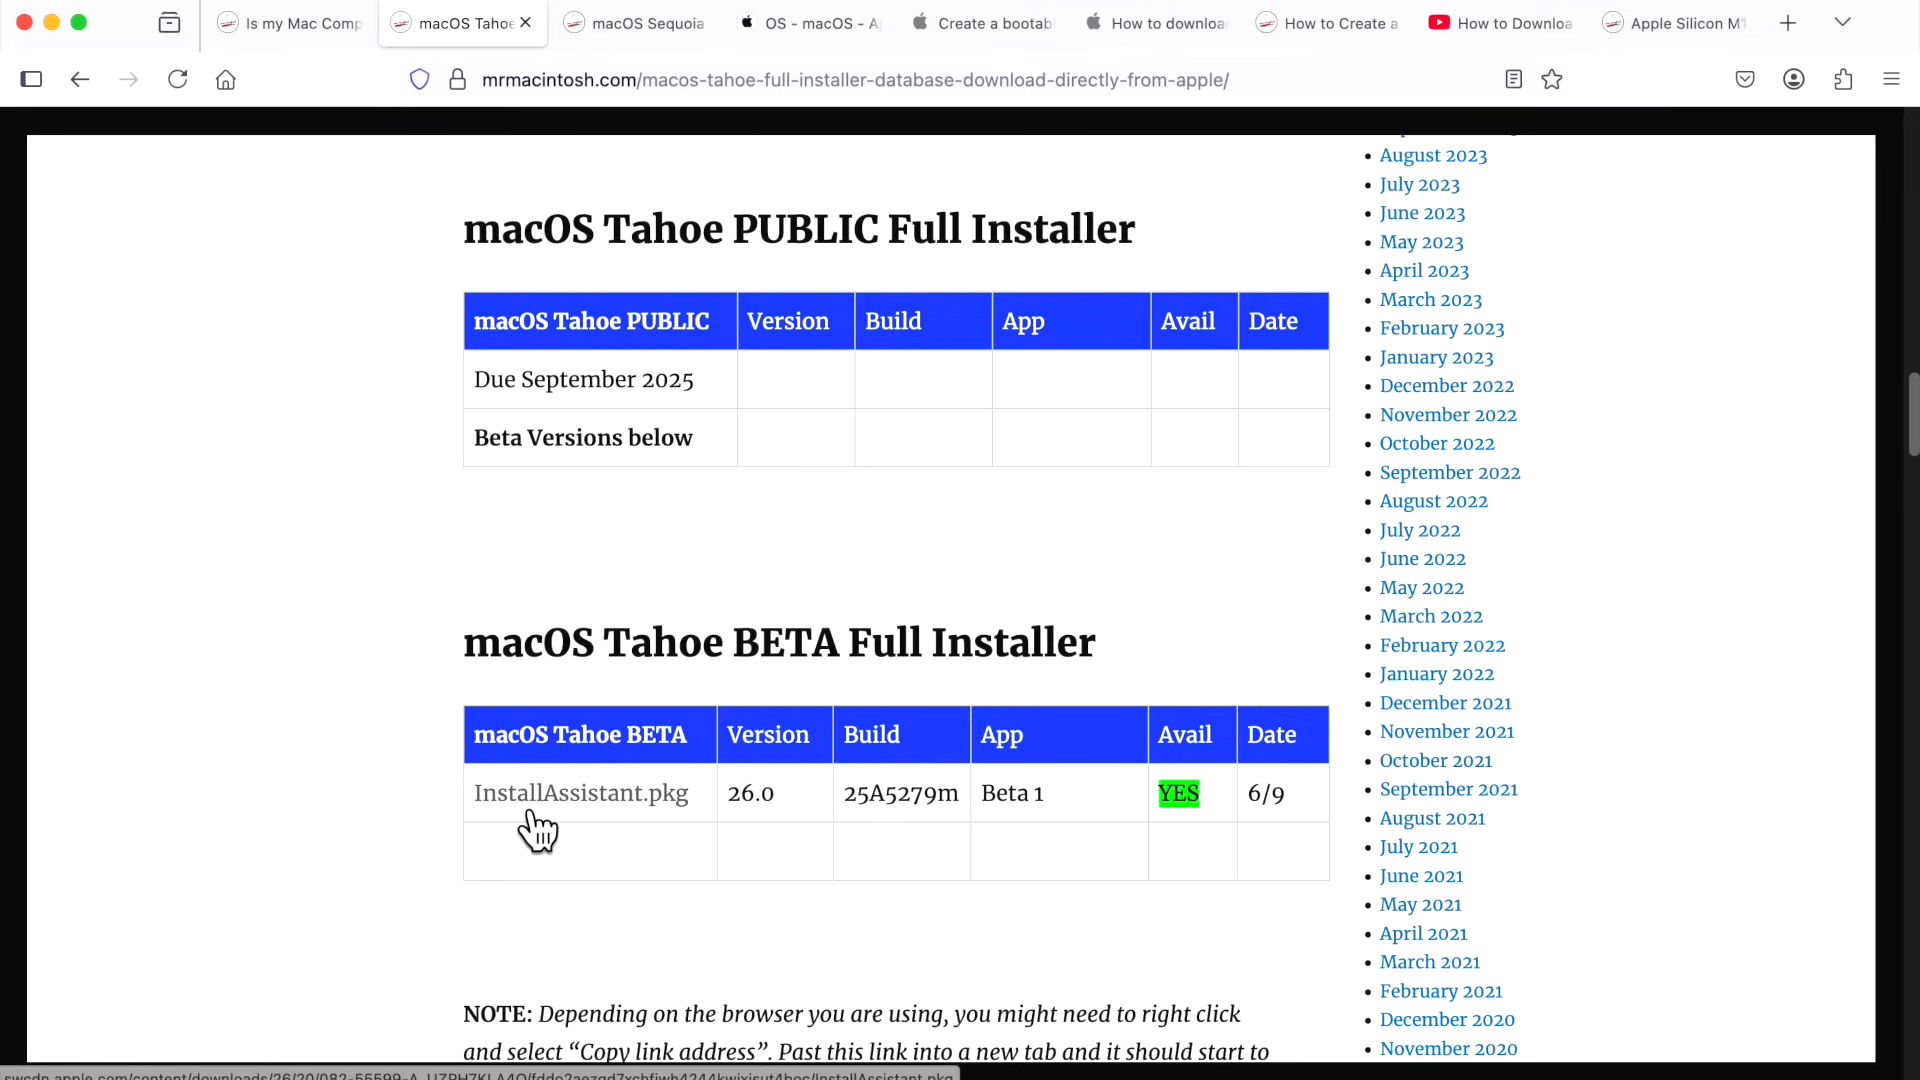 Is my Mac Comp
macOS Tahoe
macOS Sequoia
OS - macOS - A
Create a bootab
How to downloa
How to Create a
How to Downloa
Apple Silicon M1
mrmacintosh.com/macos-tahoe-full-installer-database-download-directly-from-apple/
macOS Tahoe PUBLIC Full Installer
macOS Tahoe PUBLIC Version Build App Avail Date
Due September 2025
Beta Versions below
macOS Tahoe BETA Full Installer
macOS Tahoe BETA Version Build App Avail Date
InstallAssistant.pkg 26.0 25A5279m Beta 1 YES 6/9
NOTE: Depending on the browser you are using, you might need to right click
and select “Copy link address”. Past this link into a new tab and it should start to
August 2023
July 2023
June 2023
May 2023
April 2023
March 2023
February 2023
January 2023
December 2022
November 2022
October 2022
September 2022
August 2022
July 2022
June 2022
May 2022
March 2022
February 2022
January 2022
December 2021
November 2021
October 2021
September 2021
August 2021
July 2021
June 2021
May 2021
April 2021
March 2021
February 2021
December 2020
November 2020